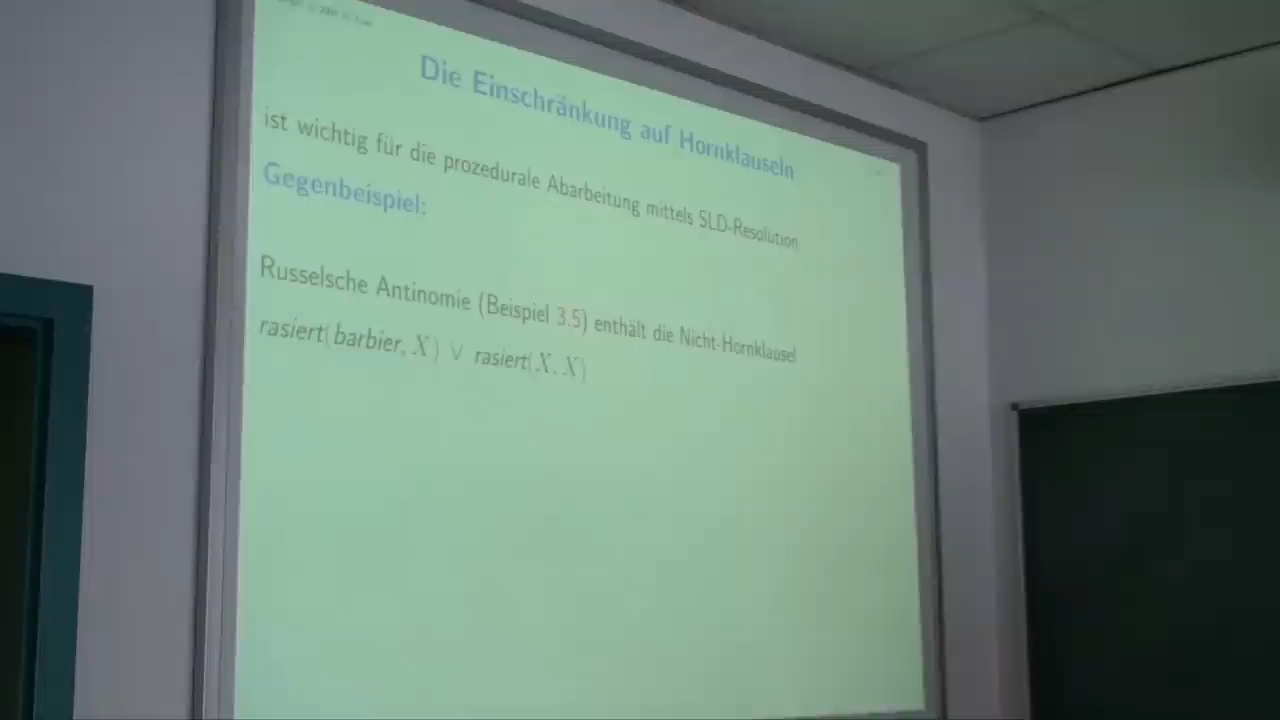 Die Einschränkung auf Hornklauseln
ist wichtig für die prozedurale Abarbeitung mittels SLD-Resolution
Gegenbeispiel:
Russelsche Antinomie (Beispiel 3.5) enthält die Nicht-Hornklausel
rasiert(barbier, X) ∨ rasiert(X, X)